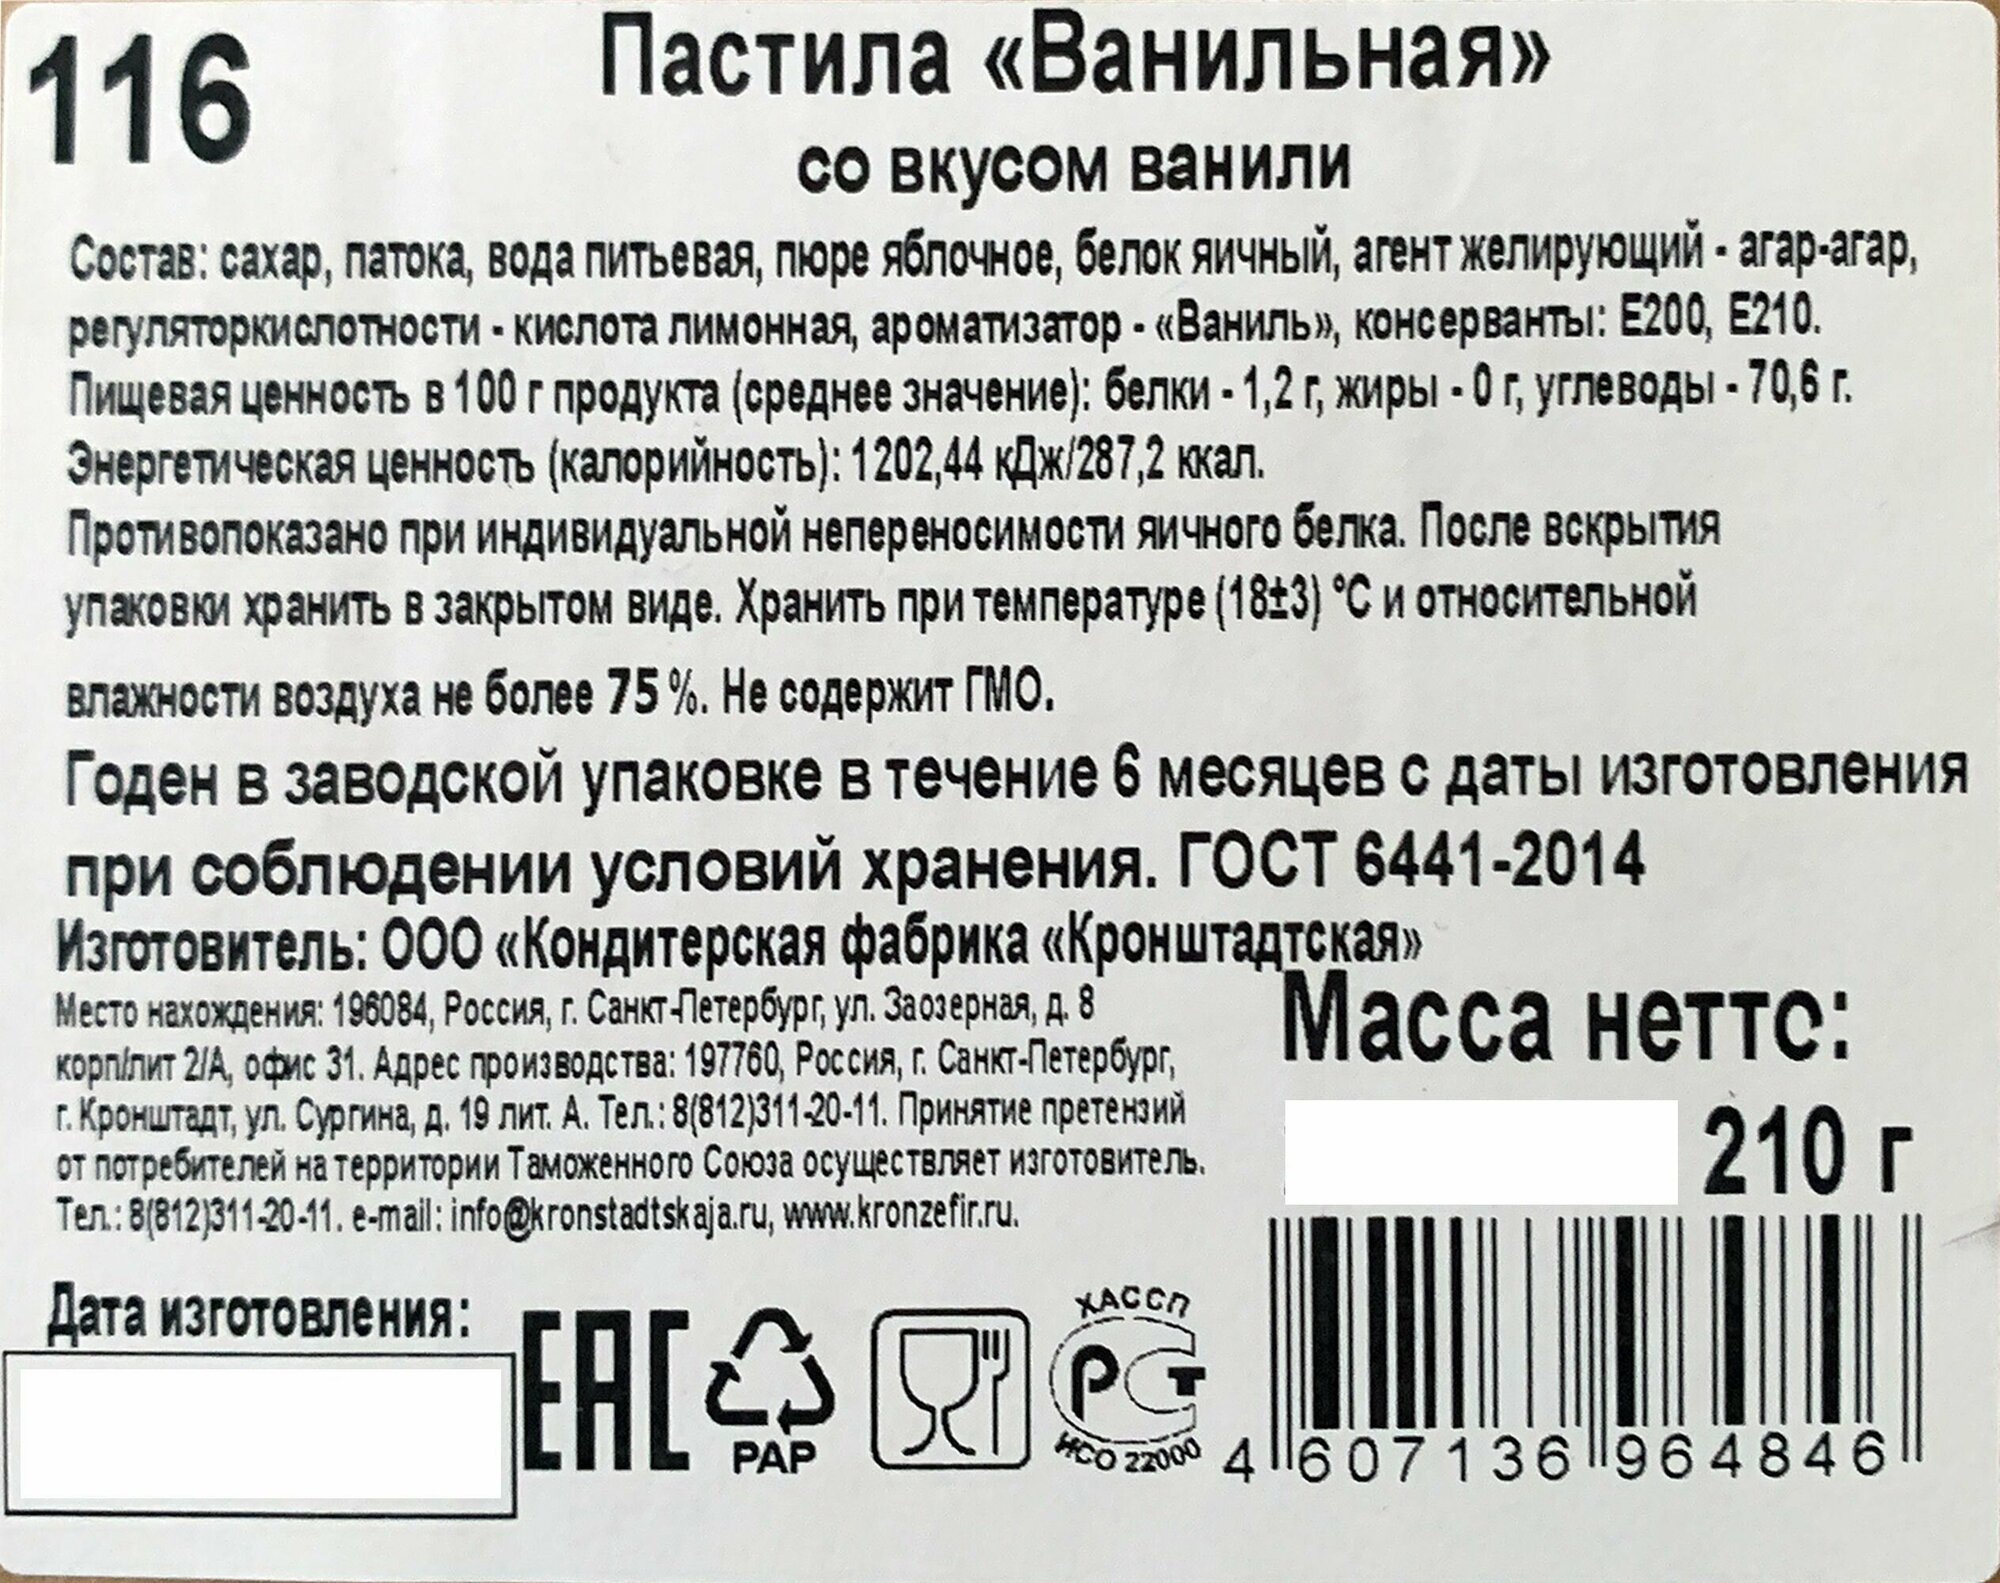 116
Пастила «Ванильная»
со вкусом ванили
Состав: сахар, патока, вода питьевая, пюре яблочное, белок яичный, агент желирующий - агар-агар,
регуляторкислотности - кислота лимонная, ароматизатор - «Ваниль», консерванты: Е200, Е210.
Пищевая ценность в 100 г продукта (среднее значение): белки - 1,2 г, жиры - 0 г, углеводы - 70,6 г.
Энергетическая ценность (калорийность): 1202,44 кДж/287,2 ккал.
Противопоказано при индивидуальной непереносимости яичного белка. После вскрытия
упаковки хранить в закрытом виде. Хранить при температуре (18±3) °С и относительной
влажности воздуха не более 75 %. Не содержит ГМО.
Годен в заводской упаковке в течение 6 месяцев с даты изготовления
при соблюдении условий хранения. ГОСТ 6441-2014
Изготовитель: ООО «Кондитерская фабрика «Кронштадтская»
Место нахождения: 196084, Россия, г. Санкт-Петербург, ул. Заозерная, д. 8
корп/лит 2/А, офис 31. Адрес производства: 197760, Россия, г. Санкт-Петербург,
г. Кронштадт, ул. Сургина, д. 19 лит. А. Тел.: 8(812)311-20-11. Принятие претензий
от потребителей на территории Таможенного Союза осуществляет изготовитель.
Тел.: 8(812)311-20-11. e-mail: info@kronstadtskaja.ru, www.kronzefir.ru.
Масса нетто:
210 г
Дата изготовления:
ЕАС
PAP
ХАССП
РСТ
ИСО 22000
4 607136 964846